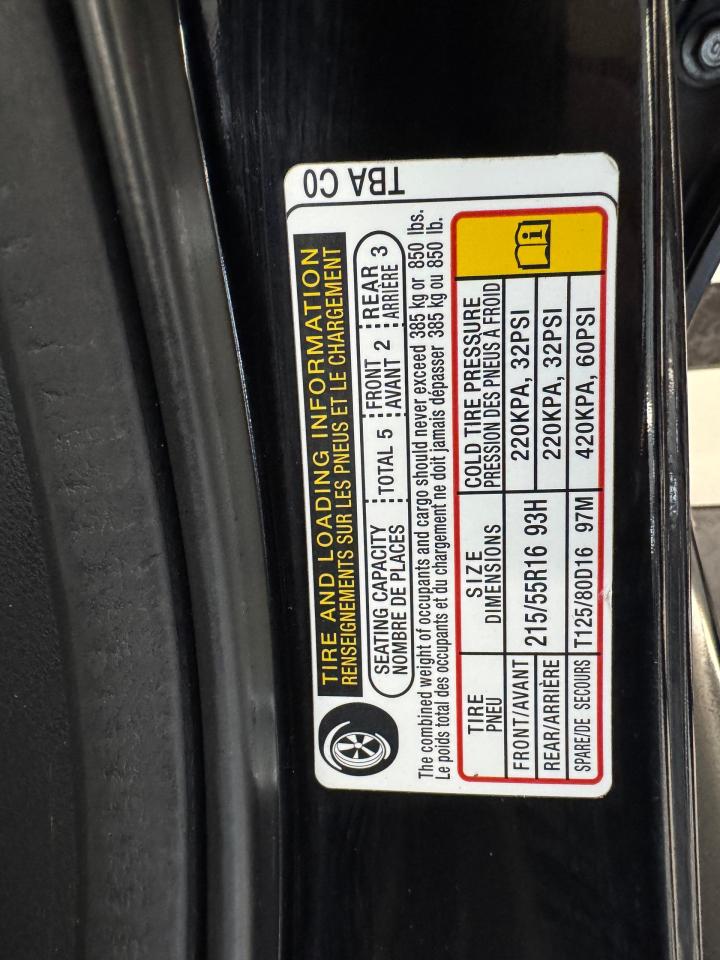 TBA C0
TIRE AND LOADING INFORMATION
RENSEIGNEMENTS SUR LES PNEUS ET LE CHARGEMENT
SEATING CAPACITY TOTAL 5 FRONT 2 REAR 3
NOMBRE DE PLACES AVANT ARRIÈRE
The combined weight of occupants and cargo should never exceed 385 kg or 850 lbs.
Le poids total des occupants et du chargement ne doit jamais dépasser 385 kg ou 850 lb.
TIRE SIZE COLD TIRE PRESSURE
PNEU DIMENSIONS PRESSION DES PNEUS À FROID
FRONT/AVANT 215/55R16 93H 220KPA, 32PSI
REAR/ARRIÈRE 220KPA, 32PSI
SPARE/DE SECOURS T125/80D16 97M 420KPA, 60PSI